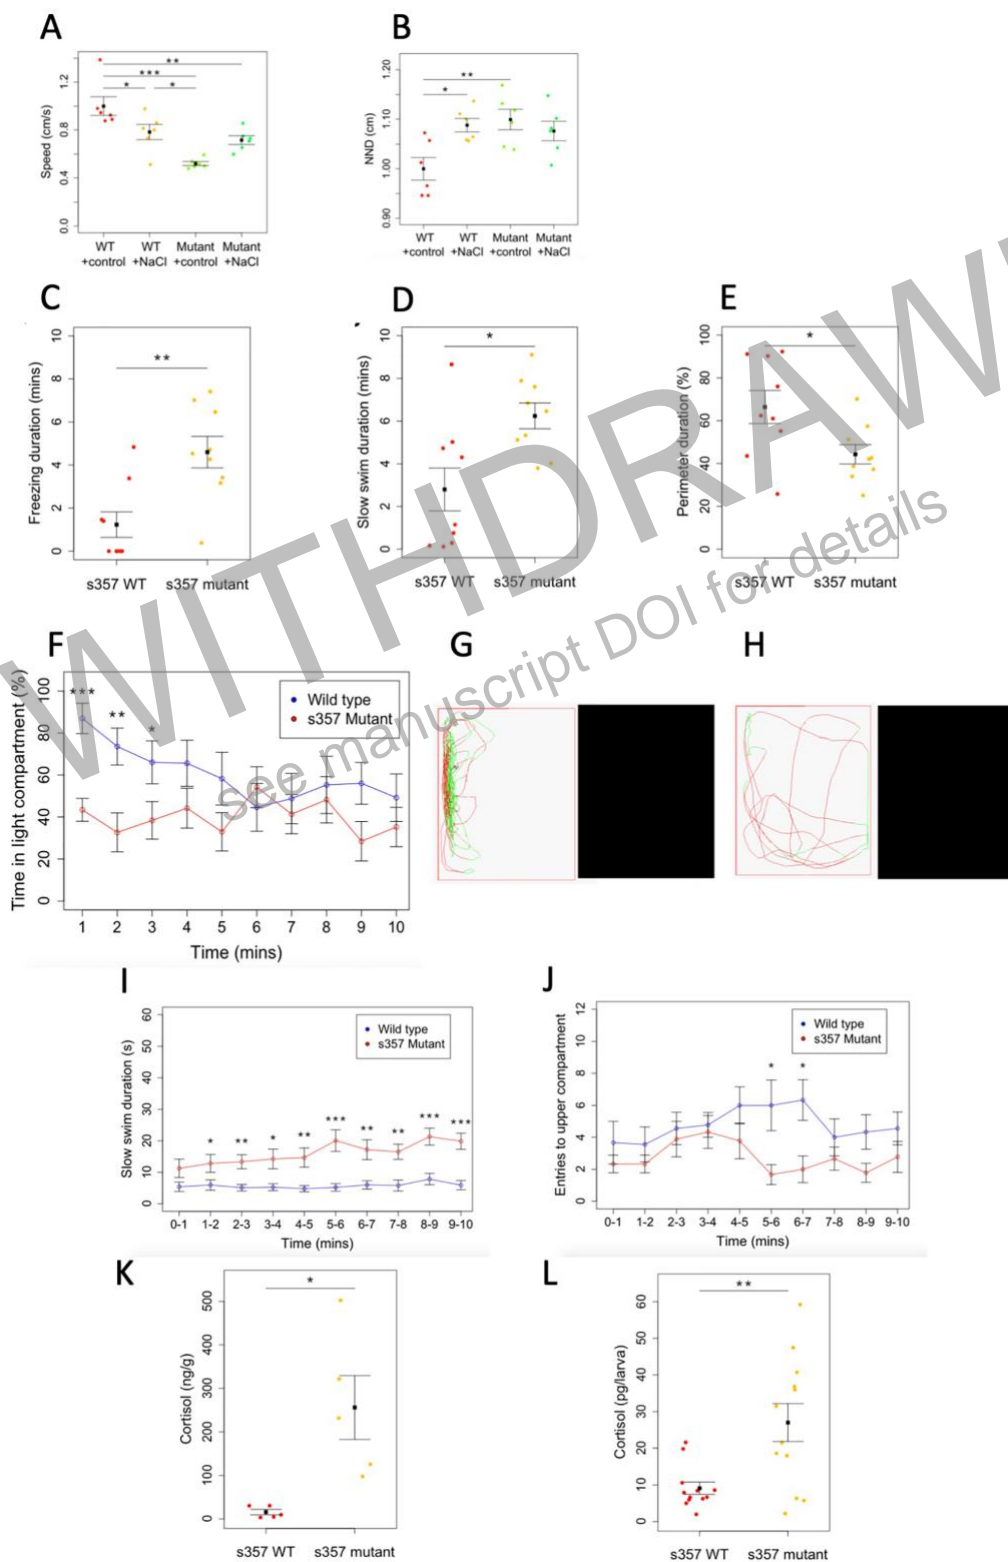 A
B
Speed (cm/s)
1.2
0.8
0.4
0.0
**
***
*
*
WT
+control
WT
+NaCl
Mutant
+control
Mutant
+NaCl
NND (cm)
1.20
1.10
1.00
0.90
**
*
WT
+control
WT
+NaCl
Mutant
+control
Mutant
+NaCl
C
D
E
Freezing duration (mins)
10
8
6
4
2
0
**
s357 WT
s357 mutant
Slow swim duration (mins)
10
8
6
4
2
0
*
s357 WT
s357 mutant
Perimeter duration (%)
100
80
60
40
20
0
*
s357 WT
s357 mutant
WITHDRAWN
see manuscript DOI for details
F
G
H
Time in light compartment (%)
100
80
60
40
20
0
***
**
*
Wild type
s357 Mutant
1 2 3 4 5 6 7 8 9 10
Time (mins)
I
J
Slow swim duration (s)
60
50
40
30
20
10
0
Wild type
s357 Mutant
* ** * ** *** ** ** *** ***
0-1 1-2 2-3 3-4 4-5 5-6 6-7 7-8 8-9 9-10
Time (mins)
Entries to upper compartment
12
10
8
6
4
2
0
Wild type
s357 Mutant
* *
0-1 1-2 2-3 3-4 4-5 5-6 6-7 7-8 8-9 9-10
Time (mins)
K
L
Cortisol (ng/g)
500
400
300
200
100
0
*
s357 WT
s357 mutant
Cortisol (pg/larva)
60
50
40
30
20
10
0
**
s357 WT
s357 mutant